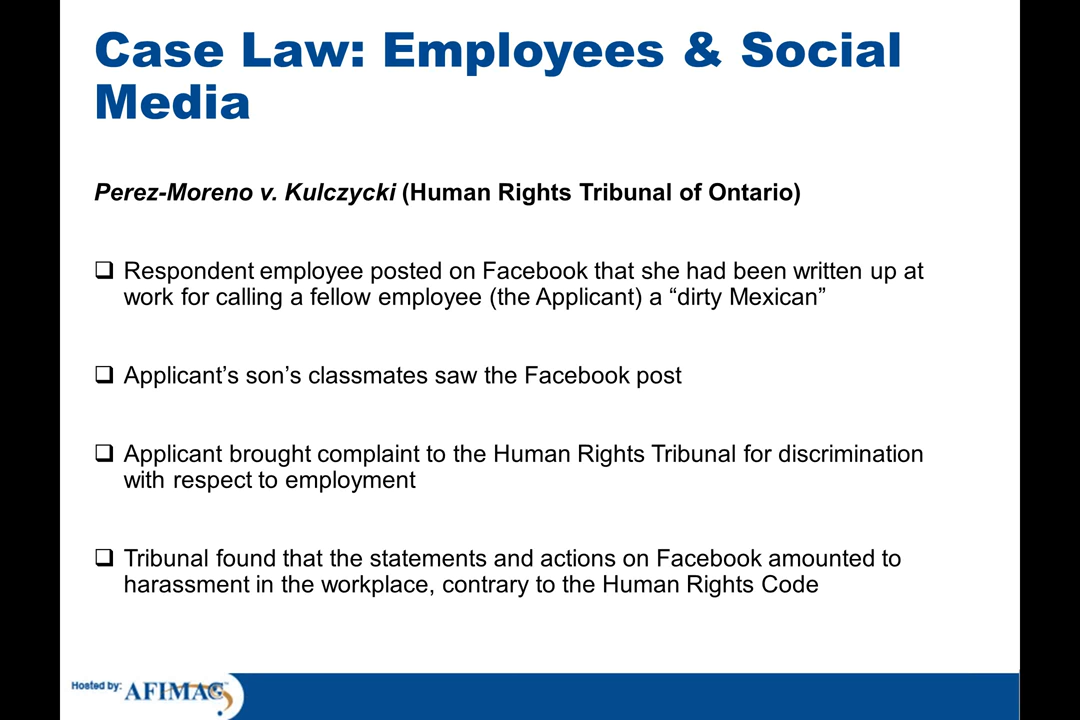 Case Law: Employees & Social
Media
Perez-Moreno v. Kulczycki (Human Rights Tribunal of Ontario)
❑ Respondent employee posted on Facebook that she had been written up at
work for calling a fellow employee (the Applicant) a “dirty Mexican”
❑ Applicant’s son’s classmates saw the Facebook post
❑ Applicant brought complaint to the Human Rights Tribunal for discrimination
with respect to employment
❑ Tribunal found that the statements and actions on Facebook amounted to
harassment in the workplace, contrary to the Human Rights Code
Hosted by: AFIMAC™